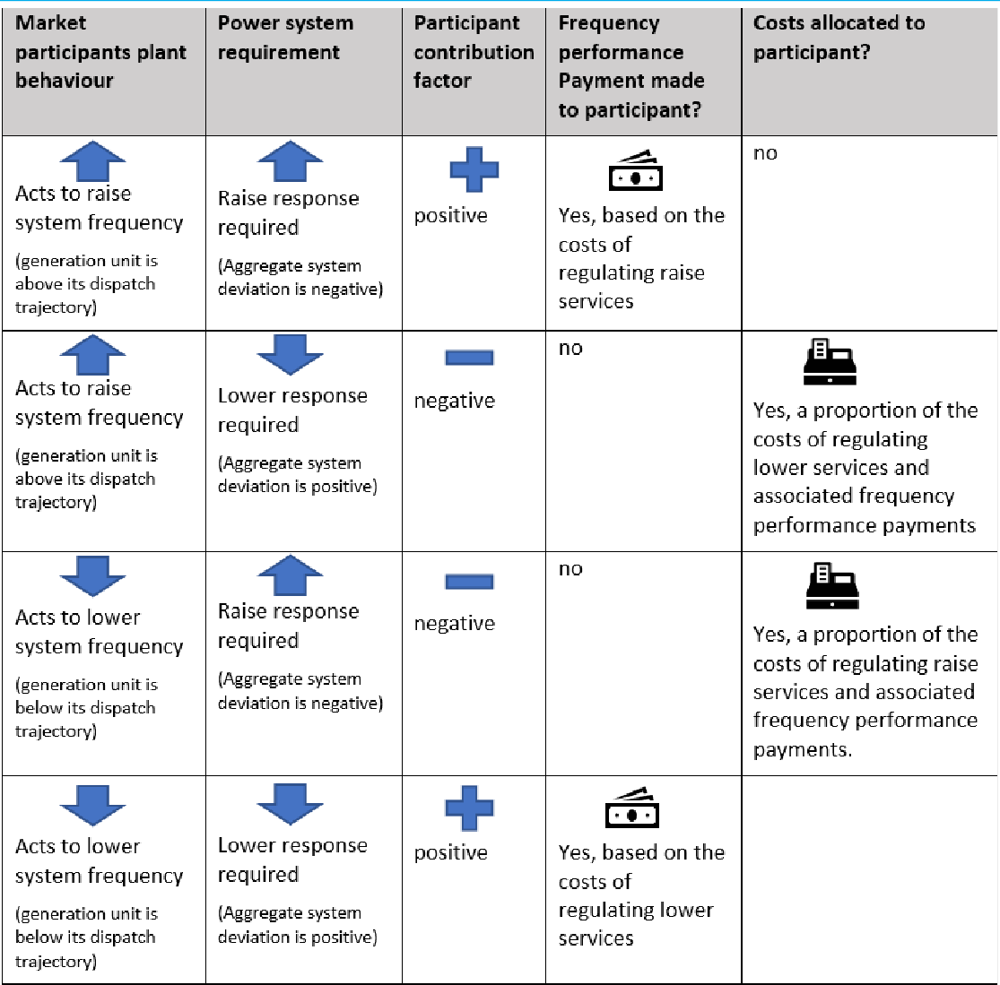 Market
participants plant
behaviour
Power system
requirement
Participant
contribution
factor
Frequency
performance
Payment made
to participant?
Costs allocated to
participant?
Acts to raise
system frequency
(generation unit is
above its dispatch
trajectory)
Raise response
required
(Aggregate system
deviation is negative)
positive
Yes, based on the
costs of
regulating raise
services
no
Acts to raise
system frequency
(generation unit is
above its dispatch
trajectory)
Lower response
required
(Aggregate system
deviation is positive)
negative
no
Yes, a proportion of the
costs of regulating
lower services and
associated frequency
performance payments
Acts to lower
system frequency
(generation unit is
below its dispatch
trajectory)
Raise response
required
(Aggregate system
deviation is negative)
negative
no
Yes, a proportion of the
costs of regulating raise
services and associated
frequency performance
payments.
Acts to lower
system frequency
(generation unit is
below its dispatch
trajectory)
Lower response
required
(Aggregate system
deviation is positive)
positive
Yes, based on the
costs of
regulating lower
services